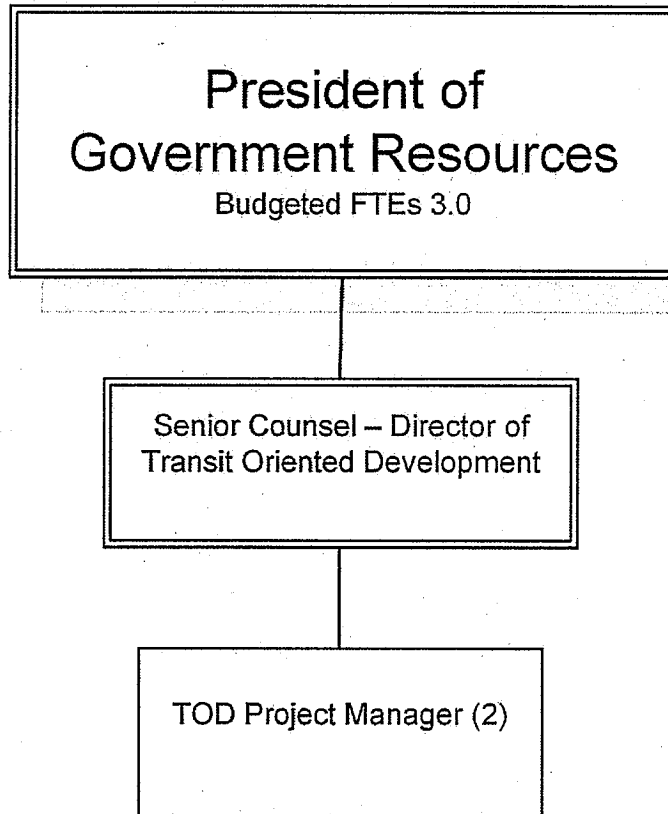 President of
Government Resources
Budgeted FTEs 3.0
Senior Counsel – Director of
Transit Oriented Development
TOD Project Manager (2)